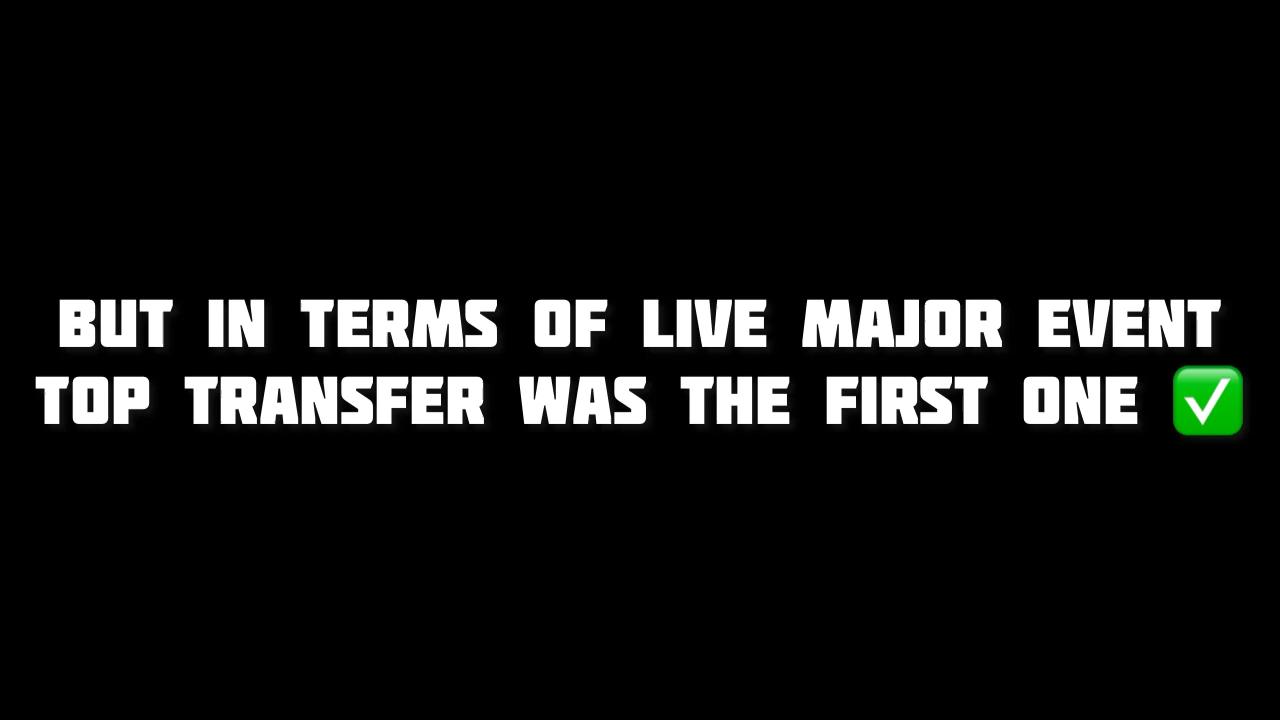 BUT IN TERMS OF LIVE MAJOR EVENT
TOP TRANSFER WAS THE FIRST ONE ✅